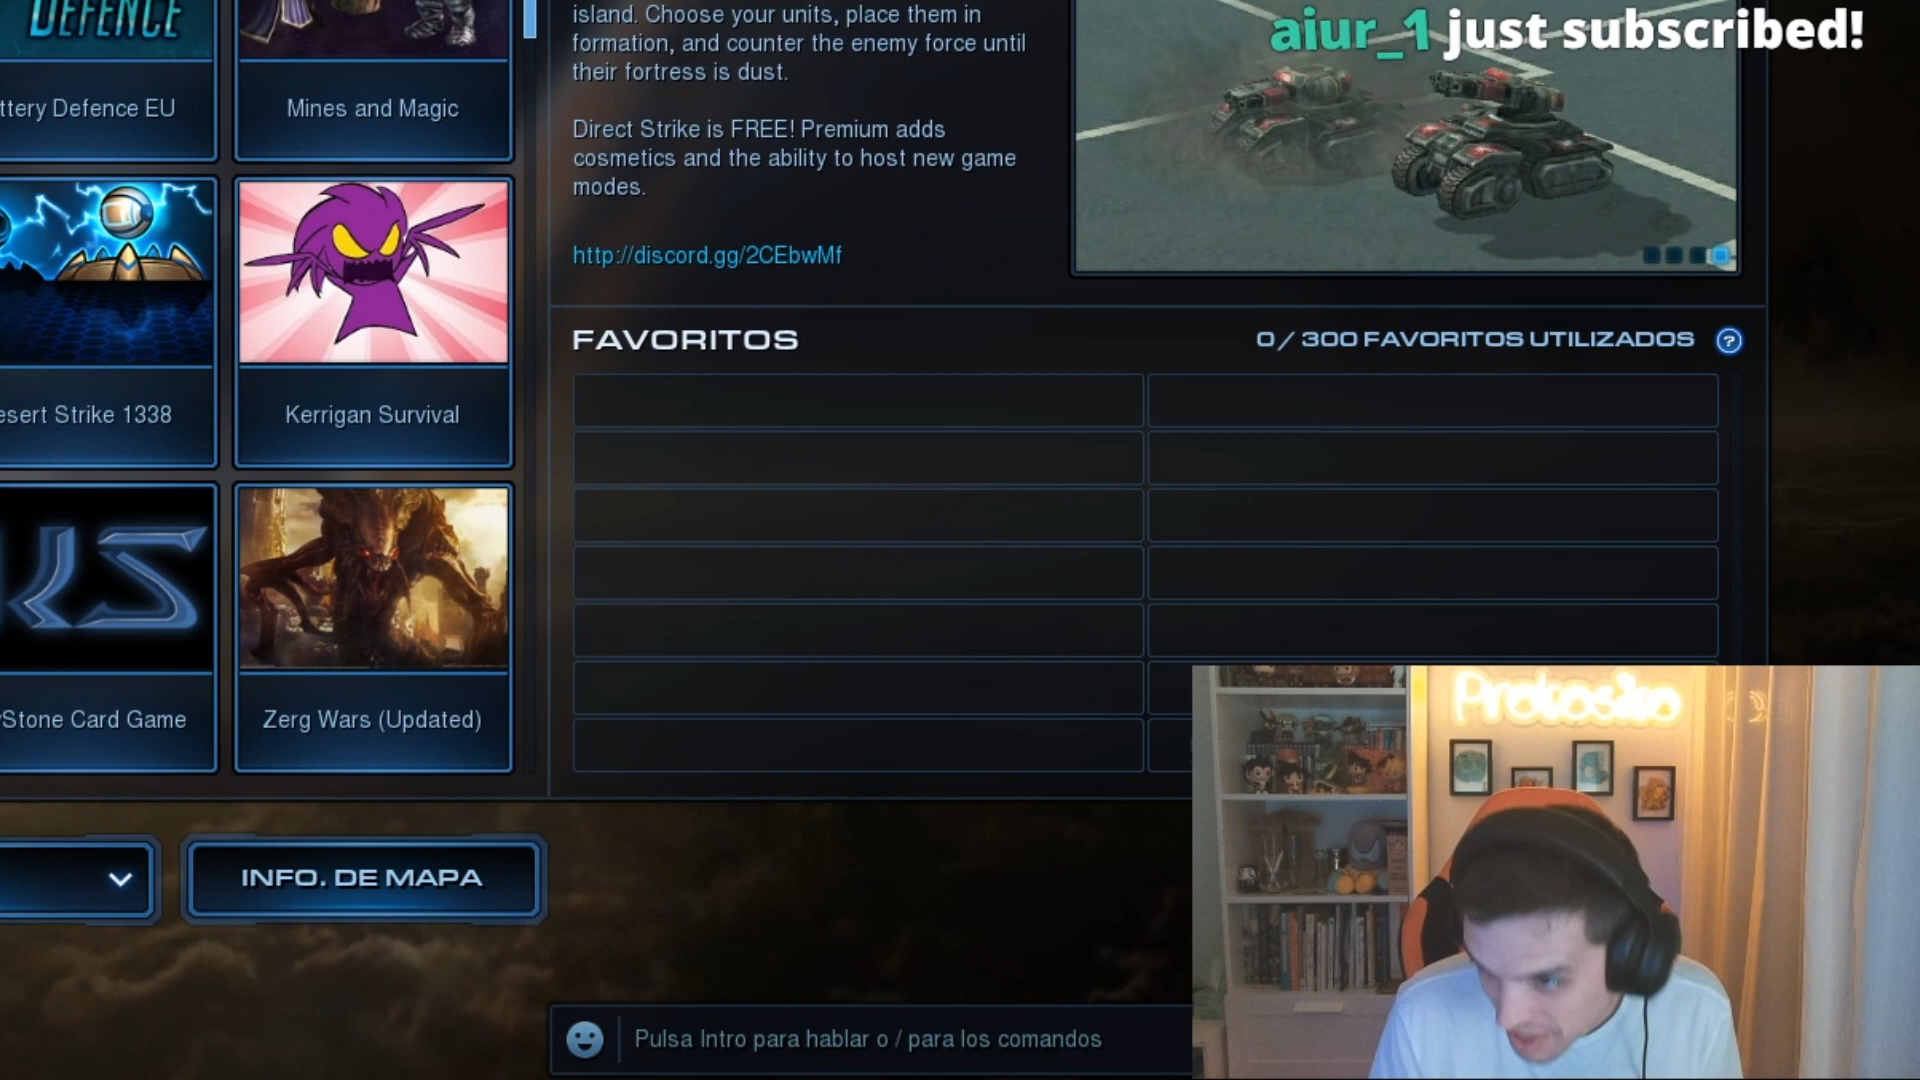 DEFENCE
ttery Defence EU
Mines and Magic
esert Strike 1338
Kerrigan Survival
KS
Stone Card Game
Zerg Wars (Updated)
INFO. DE MAPA
island. Choose your units, place them in
formation, and counter the enemy force until
their fortress is dust.
Direct Strike is FREE! Premium adds
cosmetics and the ability to host new game
modes.
http://discord.gg/2CEbwMf
aiur_1 just subscribed!
FAVORITOS
0 / 300 FAVORITOS UTILIZADOS
?
Prokosito
Pulsa Intro para hablar o / para los comandos